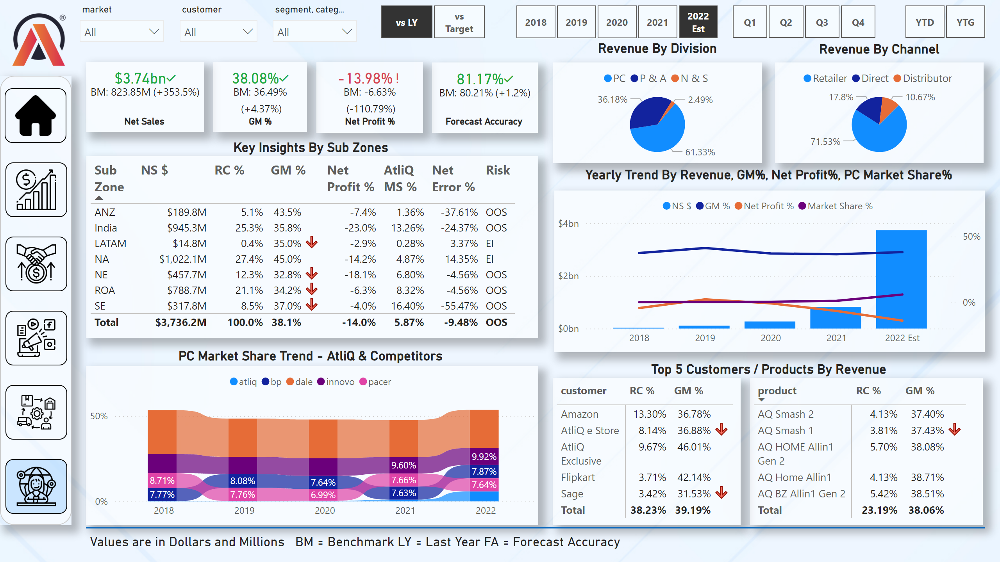 market
customer
segment, categ...
All
All
All
vs LY
vs Target
2018
2019
2020
2021
2022 Est
Q1
Q2
Q3
Q4
YTD
YTG
®
$3.74bn
BM: 823.85M (+353.5%)
Net Sales
38.08%
BM: 36.49%
(+4.37%)
GM %
-13.98% !
BM: -6.63%
(-110.79%)
Net Profit %
81.17%
BM: 80.21% (+1.2%)
Forecast Accuracy
Revenue By Division
PC P & A N & S
36.18%
2.49%
61.33%
Revenue By Channel
Retailer Direct Distributor
17.8%
10.67%
71.53%
Key Insights By Sub Zones
Sub Zone NS $ RC % GM % Net Profit % AtliQ MS % Net Error % Risk
ANZ $189.8M 5.1% 43.5% -7.4% 1.36% -37.61% OOS
India $945.3M 25.3% 35.8% -23.0% 13.26% -24.37% OOS
LATAM $14.8M 0.4% 35.0% -2.9% 0.28% 3.37% EI
NA $1,022.1M 27.4% 45.0% -14.2% 4.87% 14.35% EI
NE $457.7M 12.3% 32.8% -18.1% 6.80% -4.56% OOS
ROA $788.7M 21.1% 34.2% -6.3% 8.32% -4.56% OOS
SE $317.8M 8.5% 37.0% -4.0% 16.40% -55.47% OOS
Total $3,736.2M 100.0% 38.1% -14.0% 5.87% -9.48% OOS
Yearly Trend By Revenue, GM%, Net Profit%, PC Market Share%
NS $ GM % Net Profit % Market Share %
$4bn
50%
$2bn
0%
$0bn
2018 2019 2020 2021 2022 Est
PC Market Share Trend - AtliQ & Competitors
atliq bp dale innovo pacer
50%
0%
8.71%
7.77%
8.08%
7.76%
7.64%
6.99%
9.60%
7.66%
7.63%
9.92%
7.87%
7.64%
2018 2019 2020 2021 2022
Top 5 Customers / Products By Revenue
customer RC % GM %
Amazon 13.30% 36.78%
AtliQ e Store 8.14% 36.88%
AtliQ 9.67% 46.01%
Exclusive
Flipkart 3.71% 42.14%
Sage 3.42% 31.53%
Total 38.23% 39.19%
product RC % GM %
AQ Smash 2 4.13% 37.40%
AQ Smash 1 3.81% 37.43%
AQ HOME Allin1 5.70% 38.08%
Gen 2
AQ Home Allin1 4.13% 38.71%
AQ BZ Allin1 Gen 2 5.42% 38.51%
Total 23.19% 38.06%
Values are in Dollars and Millions BM = Benchmark LY = Last Year FA = Forecast Accuracy